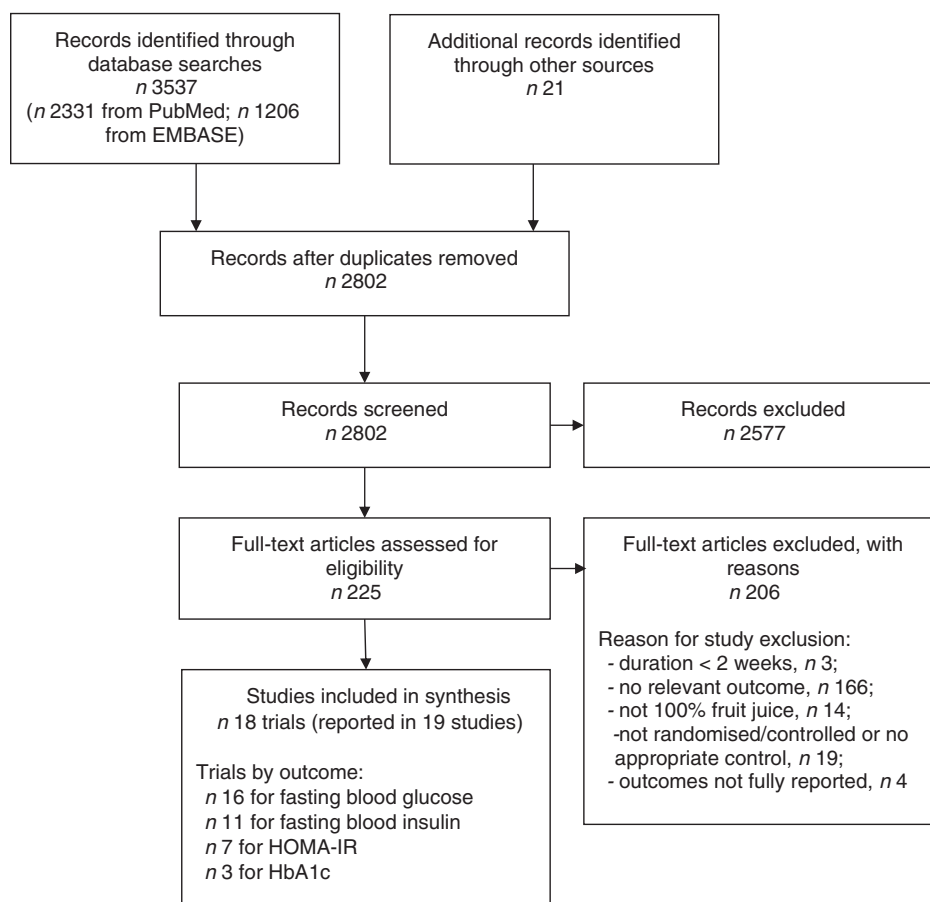 Records identified through
database searches
n 3537
(n 2331 from PubMed; n 1206
from EMBASE)
Additional records identified
through other sources
n 21
Records after duplicates removed
n 2802
Records screened
n 2802
Records excluded
n 2577
Full-text articles assessed for
eligibility
n 225
Full-text articles excluded, with
reasons
n 206
Reason for study exclusion:
- duration < 2 weeks, n 3;
- no relevant outcome, n 166;
- not 100% fruit juice, n 14;
-not randomised/controlled or no
appropriate control, n 19;
- outcomes not fully reported, n 4
Studies included in synthesis
n 18 trials (reported in 19 studies)
Trials by outcome:
n 16 for fasting blood glucose
n 11 for fasting blood insulin
n 7 for HOMA-IR
n 3 for HbA1c